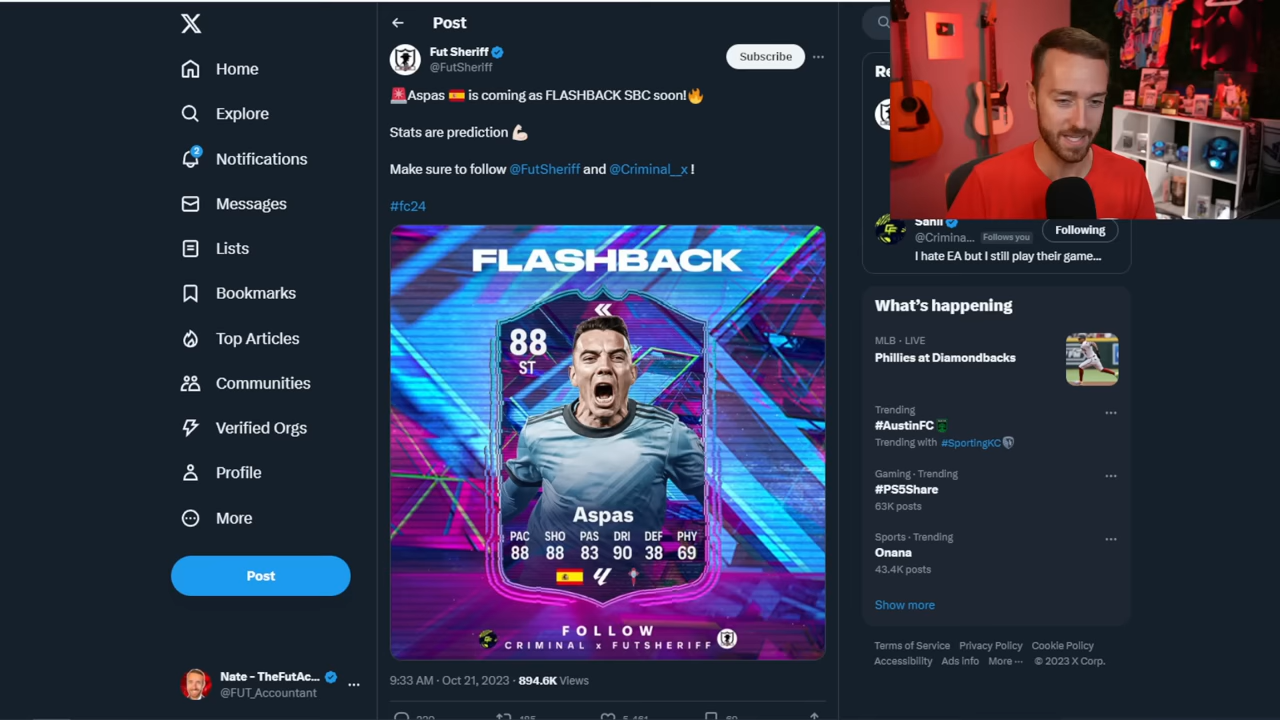 Home
Explore
2
Notifications
Messages
Lists
Bookmarks
Top Articles
Communities
Verified Orgs
Profile
More
Post
Nate - TheFutAc...
@FUT_Accountant
Post
Fut Sheriff
@FutSheriff
Subscribe
Aspas is coming as FLASHBACK SBC soon!
Stats are prediction
Make sure to follow @FutSheriff and @Criminal__x !
#fc24
FLASHBACK
88
ST
Aspas
PAC SHO PAS DRI DEF PHY
88 88 83 90 38 69
FOLLOW
CRIMINAL x FUTSHERIFF
9:33 AM · Oct 21, 2023 · 894.6K Views
Re
Sahil
@Crimina... Follows you
Following
I hate EA but I still play their game...
What's happening
MLB · LIVE
Phillies at Diamondbacks
Trending
#AustinFC
Trending with #SportingKC
Gaming · Trending
#PS5Share
63K posts
Sports · Trending
Onana
43.4K posts
Show more
Terms of Service Privacy Policy Cookie Policy
Accessibility Ads info More ··· © 2023 X Corp.